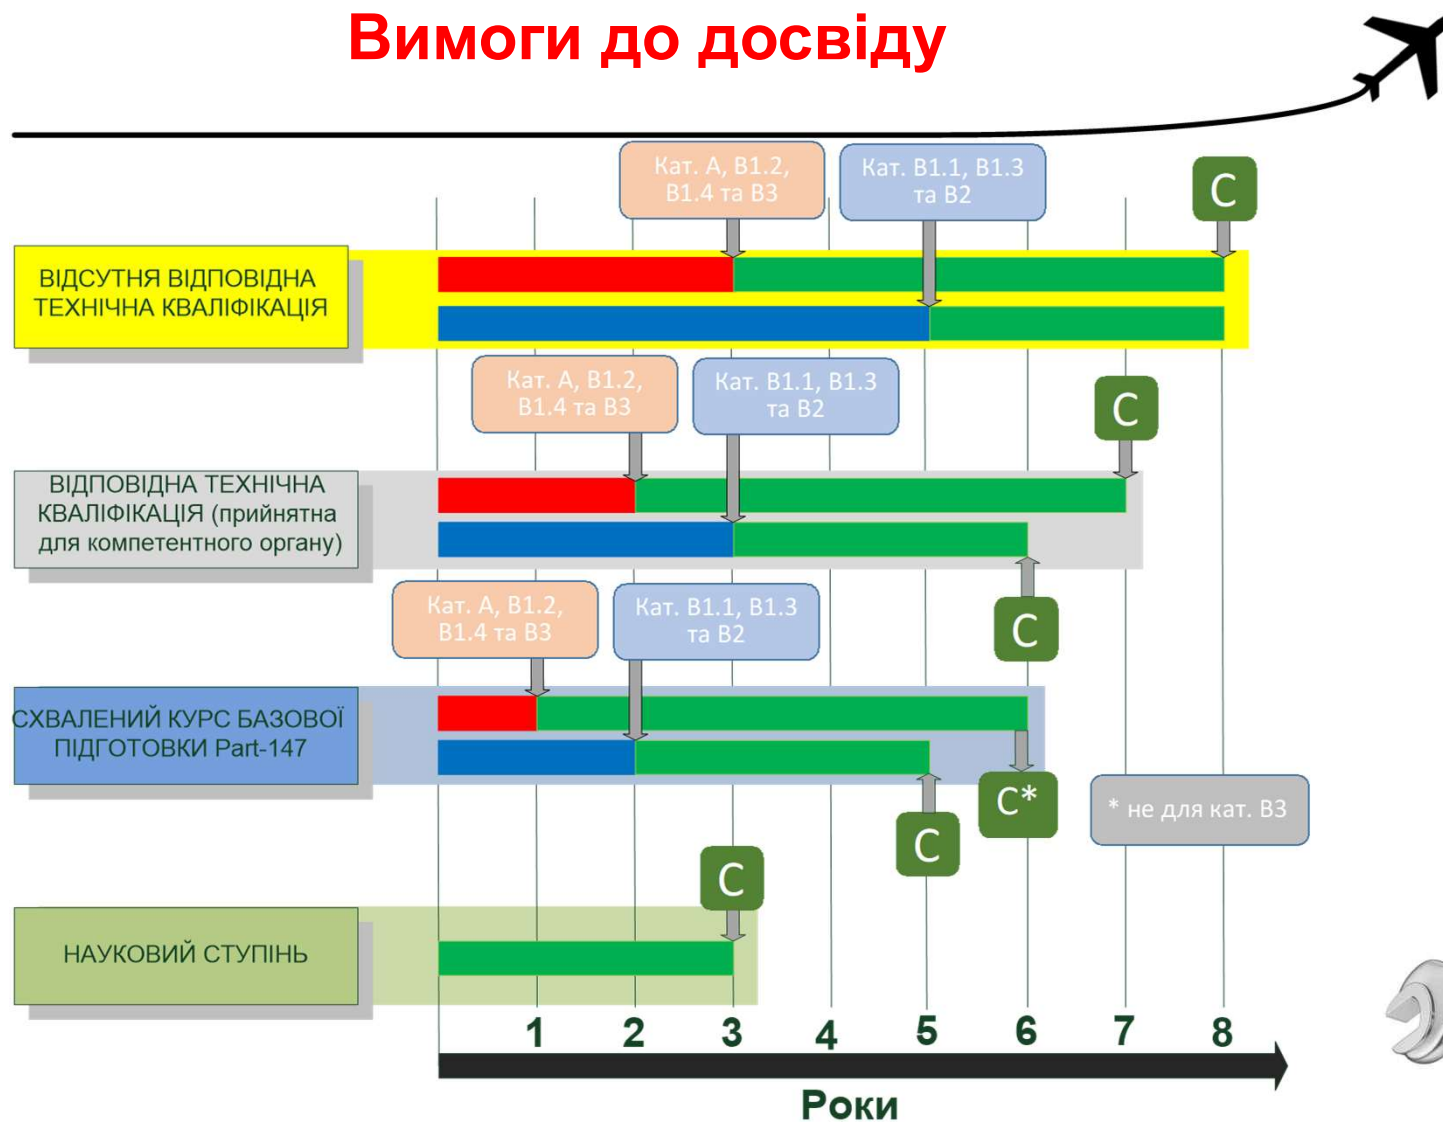 Вимоги до досвіду
Кат. А, В1.2,
В1.4 та В3
Кат. В1.1, В1.3
та В2
С
ВІДСУТНЯ ВІДПОВІДНА
ТЕХНІЧНА КВАЛІФІКАЦІЯ
Кат. А, В1.2,
В1.4 та В3
Кат. В1.1, В1.3
та В2
С
ВІДПОВІДНА ТЕХНІЧНА
КВАЛІФІКАЦІЯ (прийнятна
для компетентного органу)
С
Кат. А, В1.2,
В1.4 та В3
Кат. В1.1, В1.3
та В2
СХВАЛЕНИЙ КУРС БАЗОВОЇ
ПІДГОТОВКИ Part-147
С*
* не для кат. В3
С
С
НАУКОВИЙ СТУПІНЬ
1 2 3 4 5 6 7 8
Роки